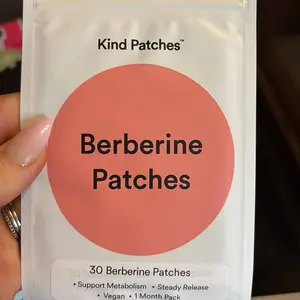 Kind Patches™
Berberine
Patches
30 Berberine Patches
• Support Metabolism • Steady Release
• Vegan • 1 Month Pack